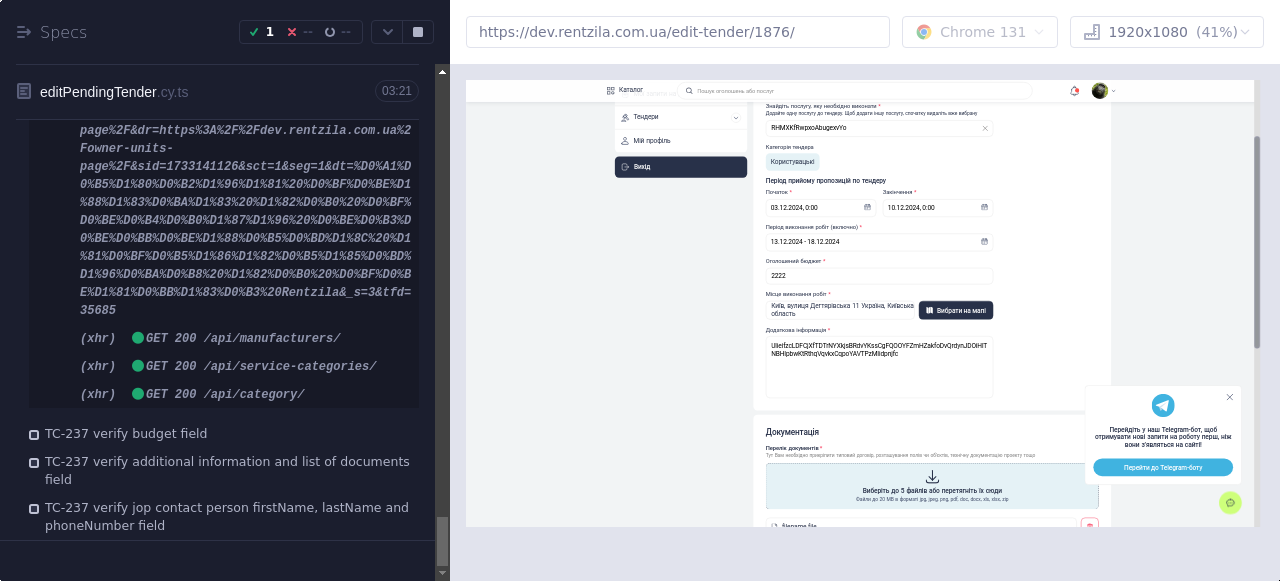 Specs
1
--
--
https://dev.rentzila.com.ua/edit-tender/1876/
Chrome 131
1920x1080 (41%)
editPendingTender.cy.ts
03:21
page%2F&dr=https%3A%2F%2Fdev.rentzila.com.ua%2
Fowner-units-
page%2F&sid=1733141126&sct=1&seg=1&dt=%D0%A1%D
0%B5%D1%80%D0%B2%D1%96%D1%81%20%D0%BF%D0%BE%D1
%88%D1%83%D0%BA%D1%83%20%D1%82%D0%B0%20%D0%BF%
D0%BE%D0%B4%D0%B0%D1%87%D1%96%20%D0%BE%D0%B3%D
0%BE%D0%BB%D0%BE%D1%88%D0%B5%D0%BD%D1%8C%20%D1
%81%D0%BF%D0%B5%D1%86%D1%82%D0%B5%D1%85%D0%BD%
D1%96%D0%BA%D0%B8%20%D1%82%D0%B0%20%D0%BF%D0%B
E%D1%81%D0%BB%D1%83%D0%B3%20Rentzila&_s=3&tfd=
35685
(xhr) GET 200 /api/manufacturers/
(xhr) GET 200 /api/service-categories/
(xhr) GET 200 /api/category/
TC-237 verify budget field
TC-237 verify additional information and list of documents
field
TC-237 verify jop contact person firstName, lastName and
phoneNumber field
Каталог
Пошук оголошень або послуг
Тендери
Мій профіль
Вихід
Знайдіть послугу, яку необхідно виконати *
Додайте одну послугу до тендеру. Щоб додати іншу послугу, спочатку видаліть вже вибрану
RHMXKfRwpxoAbugexvYo
Категорія тендера
Користувацькі
Період прийому пропозицій по тендеру
Початок *
Закінчення *
03.12.2024, 0:00
10.12.2024, 0:00
Період виконання робіт (включно) *
13.12.2024 - 18.12.2024
Оголошений бюджет *
2222
Місце виконання робіт *
Київ, вулиця Дегтярівська 11 Україна, Київська
область
Вибрати на мапі
Додаткова інформація *
Документація
Перелік документів *
Тут Вам необхідно прикріпити типовий договір, розташування полів чи об'єктів, технічну документацію проекту тощо
Виберіть до 5 файлів або перетягніть їх сюди
Файли до 20 MB в форматі jpg, jpeg, png, pdf, doc, docx, xls, xlsx, zip
filename.file
Перейдіть у наш Telegram-бот, щоб
отримувати нові запити на роботу перш, ніж
вони з'являться на сайті!
Перейти до Telegram-боту